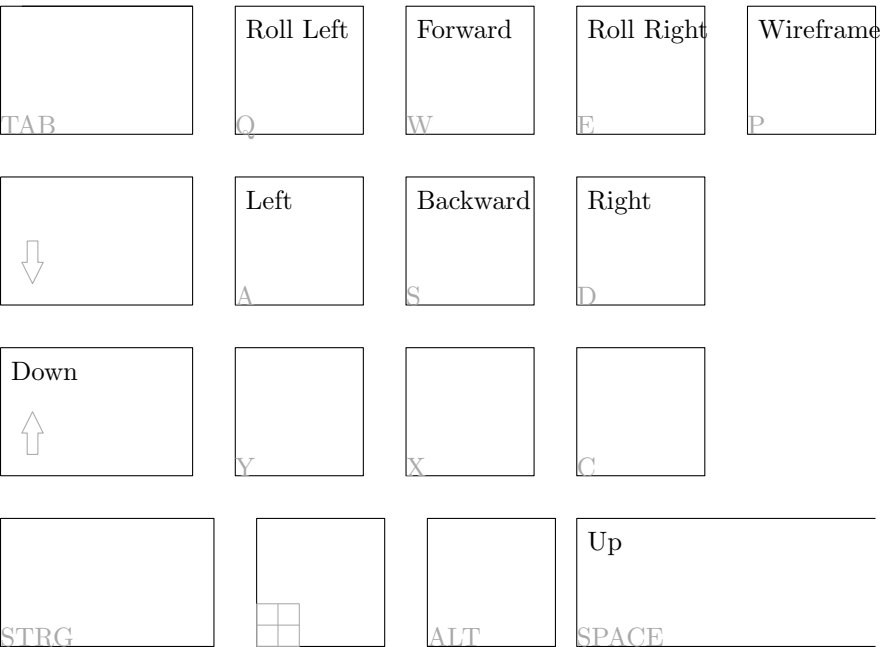 Roll Left
Forward
Roll Right
Wireframe
TAB
Q
W
E
P
Left
Backward
Right
A
S
D
Down
Y
X
C
Up
STRG
ALT
SPACE